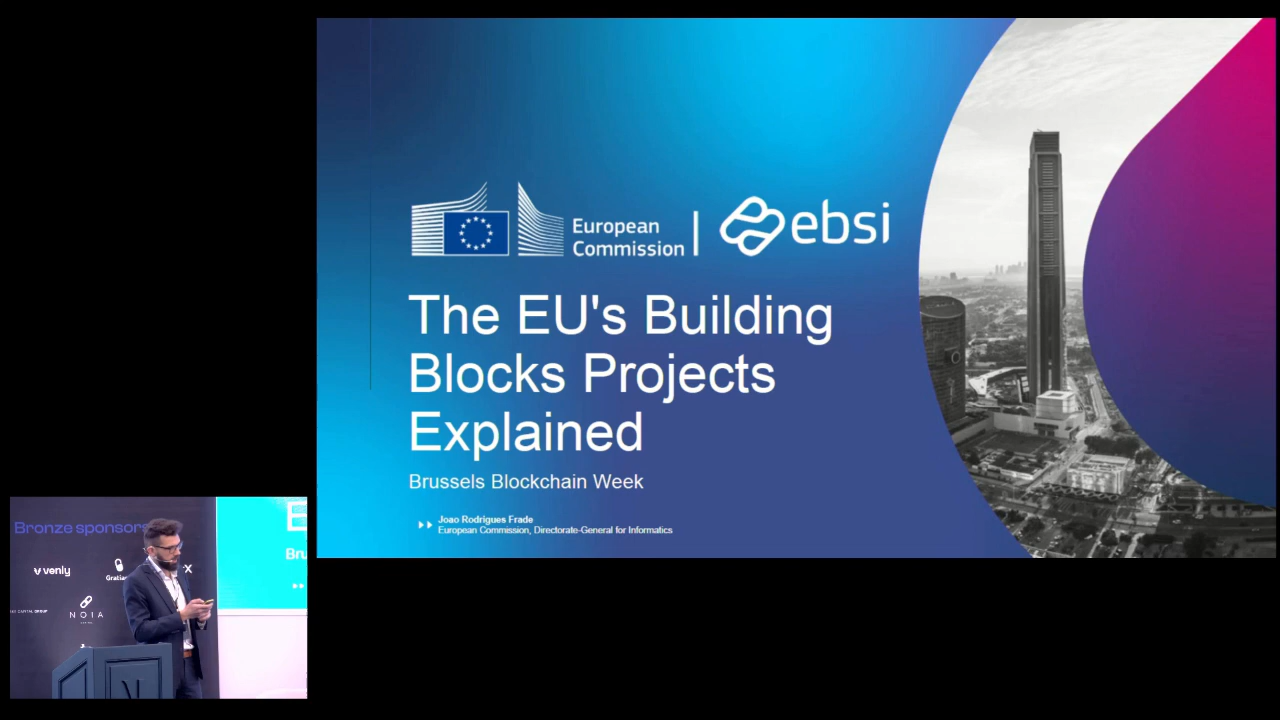 European
Commission
ebsi
The EU's Building
Blocks Projects
Explained
Brussels Blockchain Week
Joao Rodrigues Frade
European Commission, Directorate-General for Informatics
Bronze sponsors
venly
NOIA
Bru